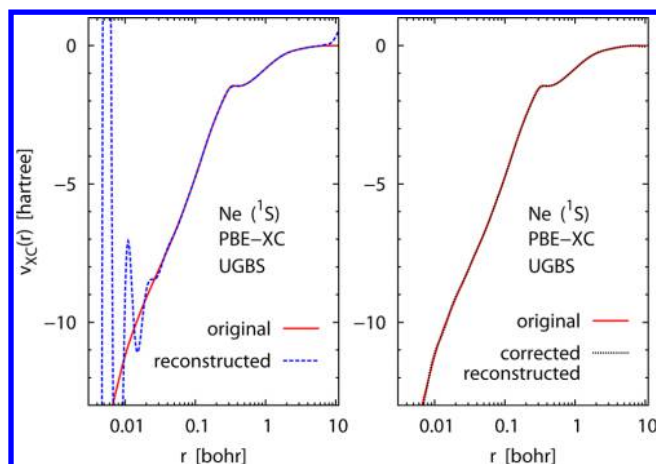 v_XC(r) [hartree]
0
−5
−10
Ne (¹S)
PBE−XC
UGBS
original
reconstructed
0.01 0.1 1 10
r [bohr]
0
−5
−10
Ne (¹S)
PBE−XC
UGBS
original
corrected
reconstructed
0.01 0.1 1 10
r [bohr]